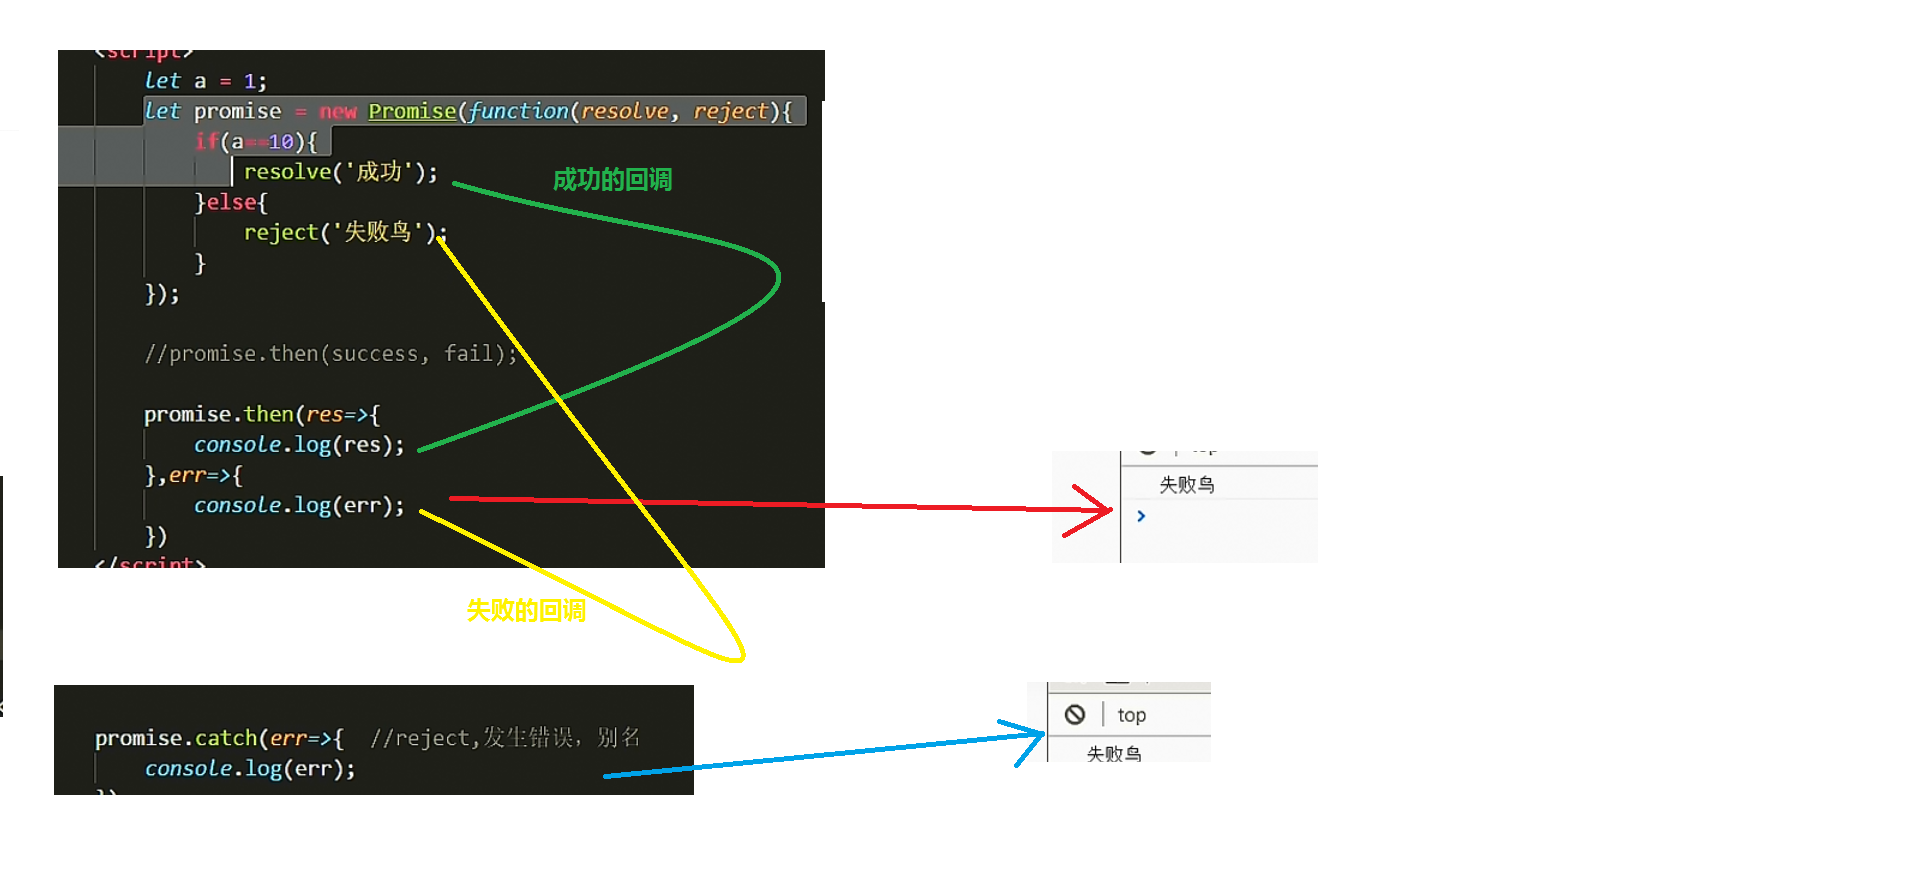 <script>
let a = 1;
let promise = new Promise(function(resolve, reject){
if(a==10){
resolve('成功');
成功的回调
}else{
reject('失败鸟');
}
});
//promise.then(success, fail);
promise.then(res=>{
console.log(res);
},err=>{
console.log(err);
})
</script>
top
失败鸟
>
失败的回调
promise.catch(err=>{ //reject,发生错误，别名
console.log(err);
})
top
失败鸟